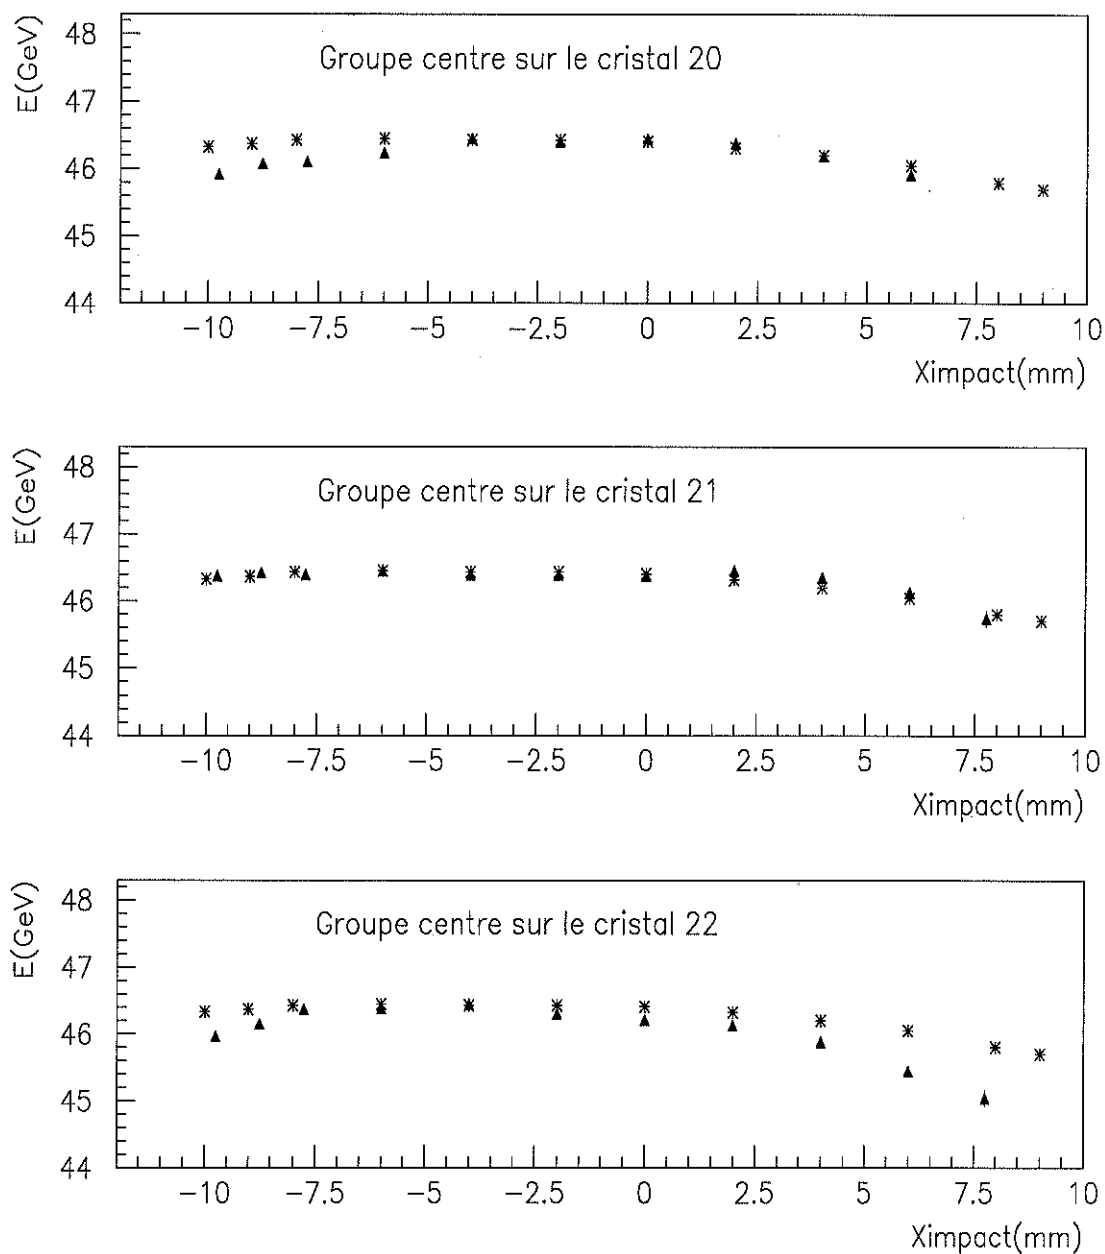 E(GeV)
48
47
46
45
44
Groupe centre sur le cristal 20
−10 −7.5 −5 −2.5 0 2.5 5 7.5 10
Ximpact(mm)
E(GeV)
48
47
46
45
44
Groupe centre sur le cristal 21
−10 −7.5 −5 −2.5 0 2.5 5 7.5 10
Ximpact(mm)
E(GeV)
48
47
46
45
44
Groupe centre sur le cristal 22
−10 −7.5 −5 −2.5 0 2.5 5 7.5 10
Ximpact(mm)